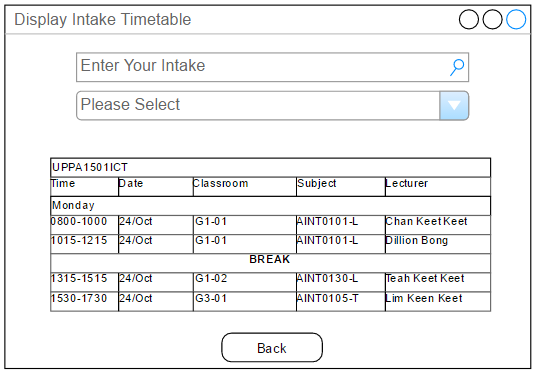 Display Intake Timetable
Enter Your Intake
Please Select
UPPA1501ICT
Time Date Classroom Subject Lecturer
Monday
0800-1000 24/Oct G1-01 AINT0101-L Chan Keet Keet
1015-1215 24/Oct G1-01 AINT0101-L Dillion Bong
BREAK
1315-1515 24/Oct G1-02 AINT0130-L Teah Keet Keet
1530-1730 24/Oct G3-01 AINT0105-T Lim Keen Keet
Back